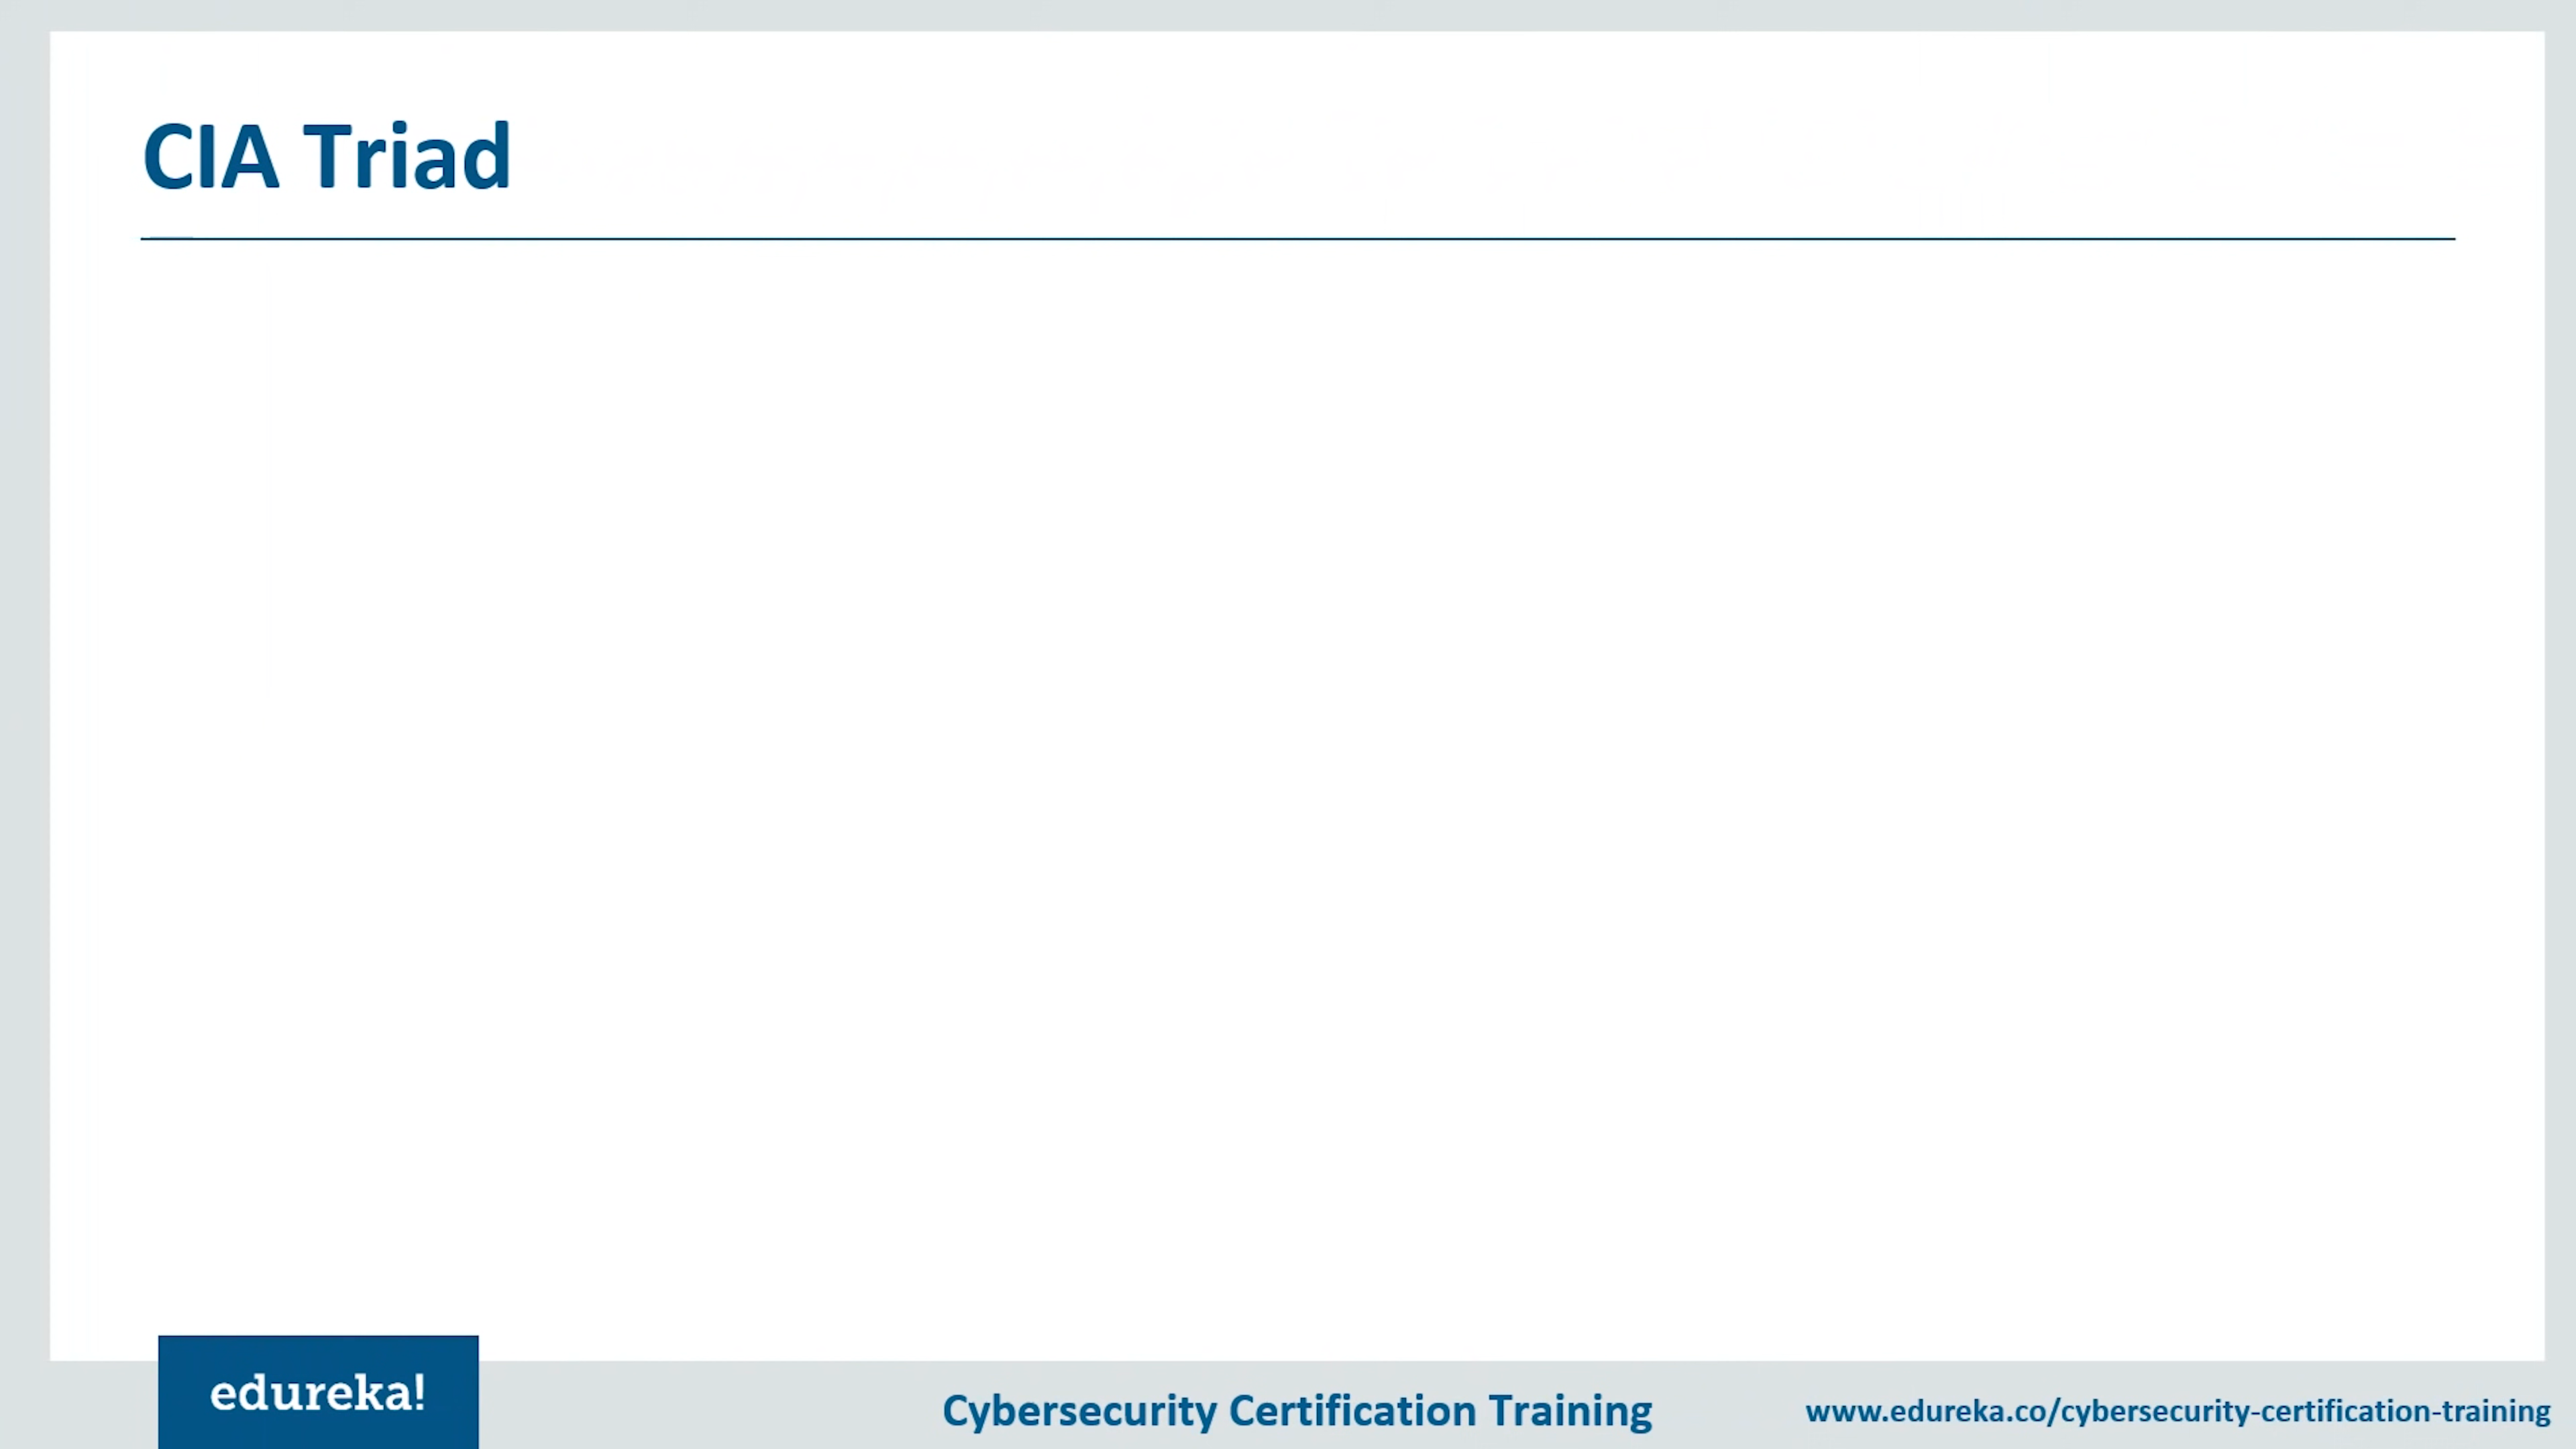 CIA Triad
edureka!
Cybersecurity Certification Training
www.edureka.co/cybersecurity-certification-training